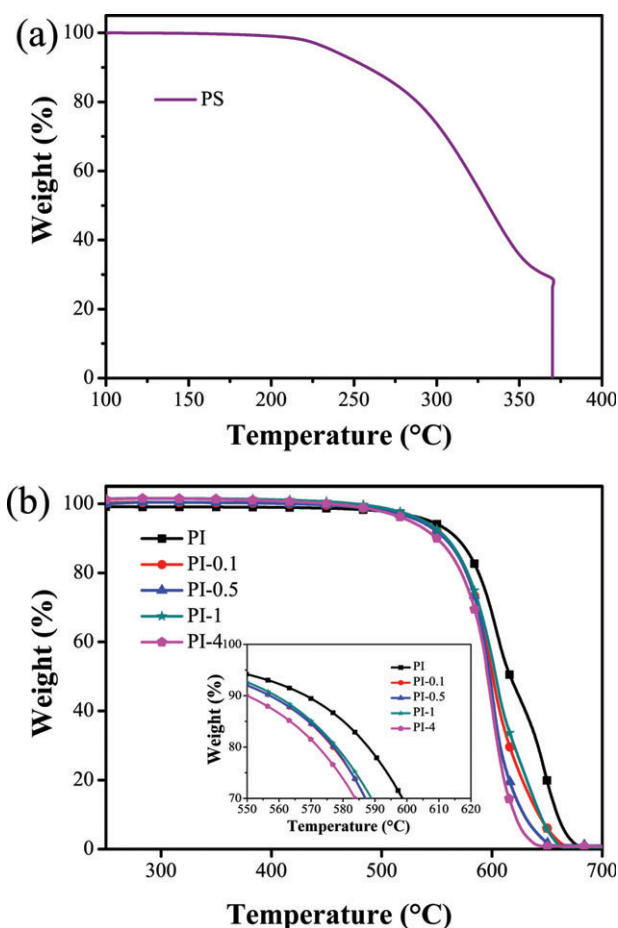 (a)
100
80
60
40
20
0
Weight (%)
PS
100 150 200 250 300 350 400
Temperature (°C)
(b)
100
80
60
40
20
0
Weight (%)
PI
PI-0.1
PI-0.5
PI-1
PI-4
100
90
80
70
Weight (%)
PI
PI-0.1
PI-0.5
PI-1
PI-4
550 560 570 580 590 600 610 620
Temperature (°C)
300 400 500 600 700
Temperature (°C)